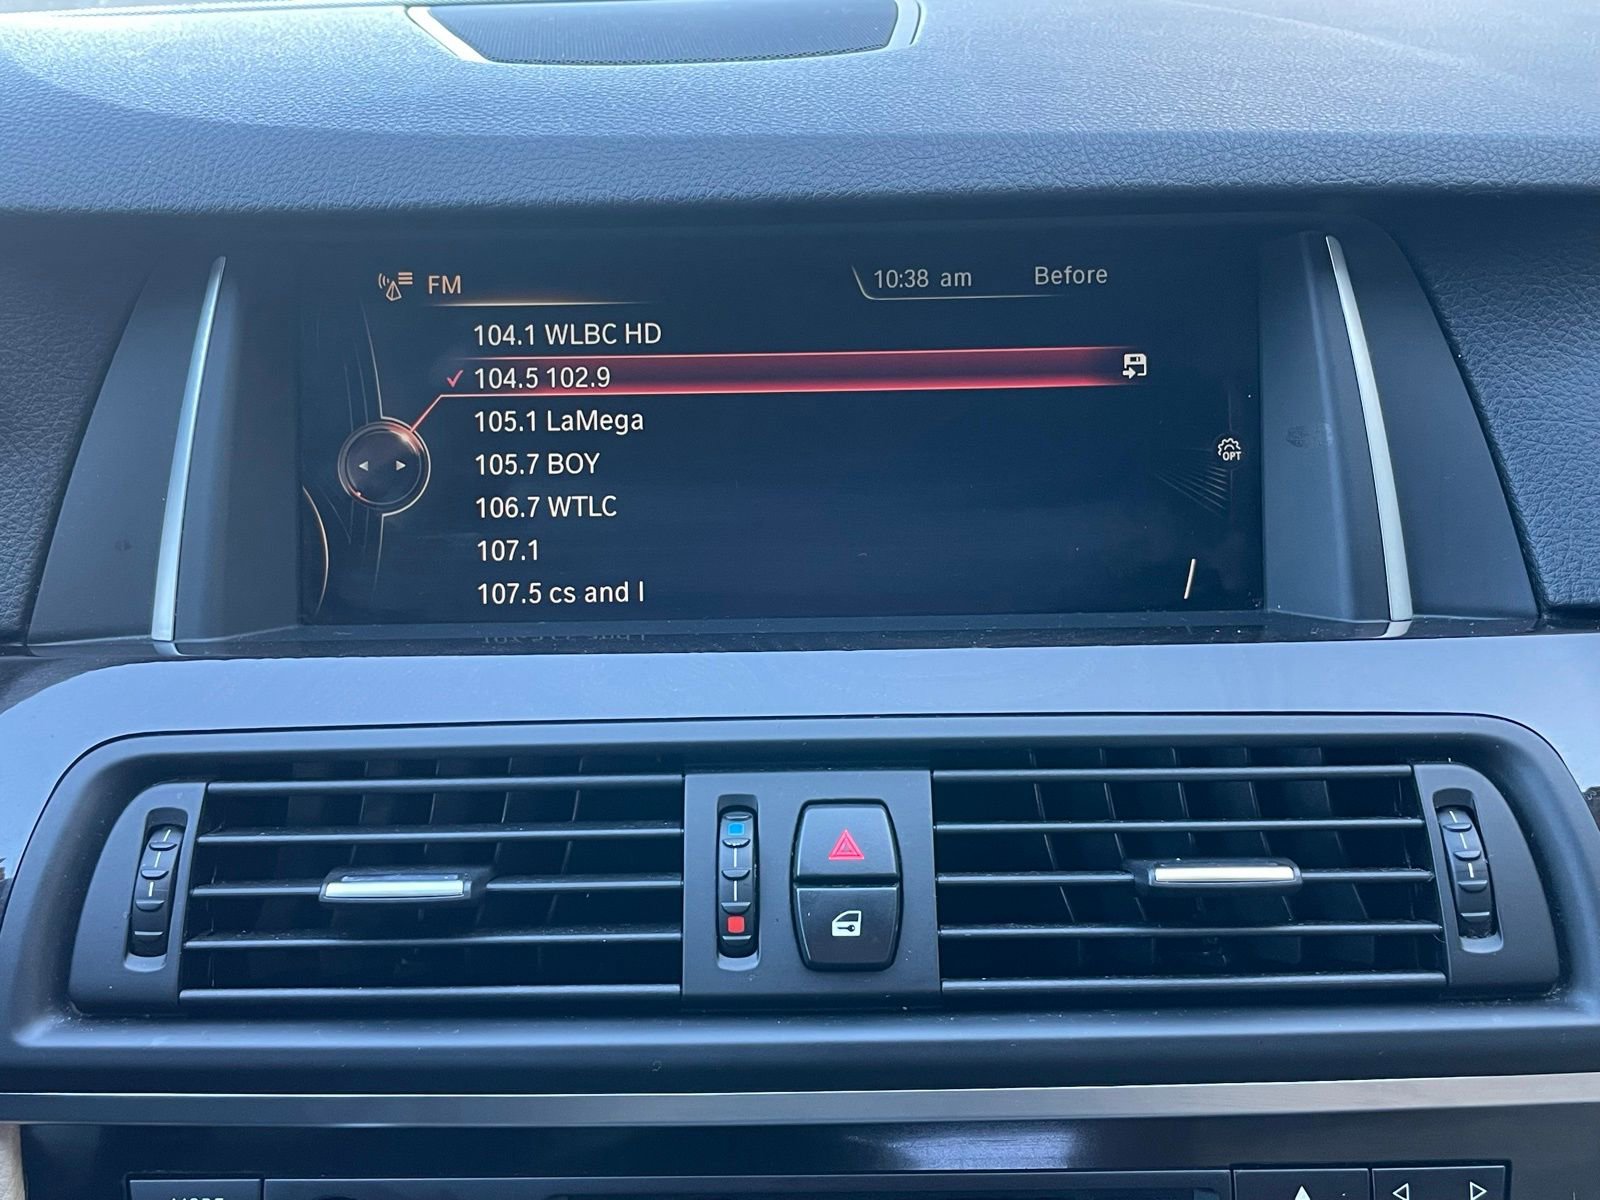 FM
10:38 am Before
104.1 WLBC HD
104.5 102.9
105.1 LaMega
105.7 BOY
106.7 WTLC
107.1
107.5 cs and I
OPT